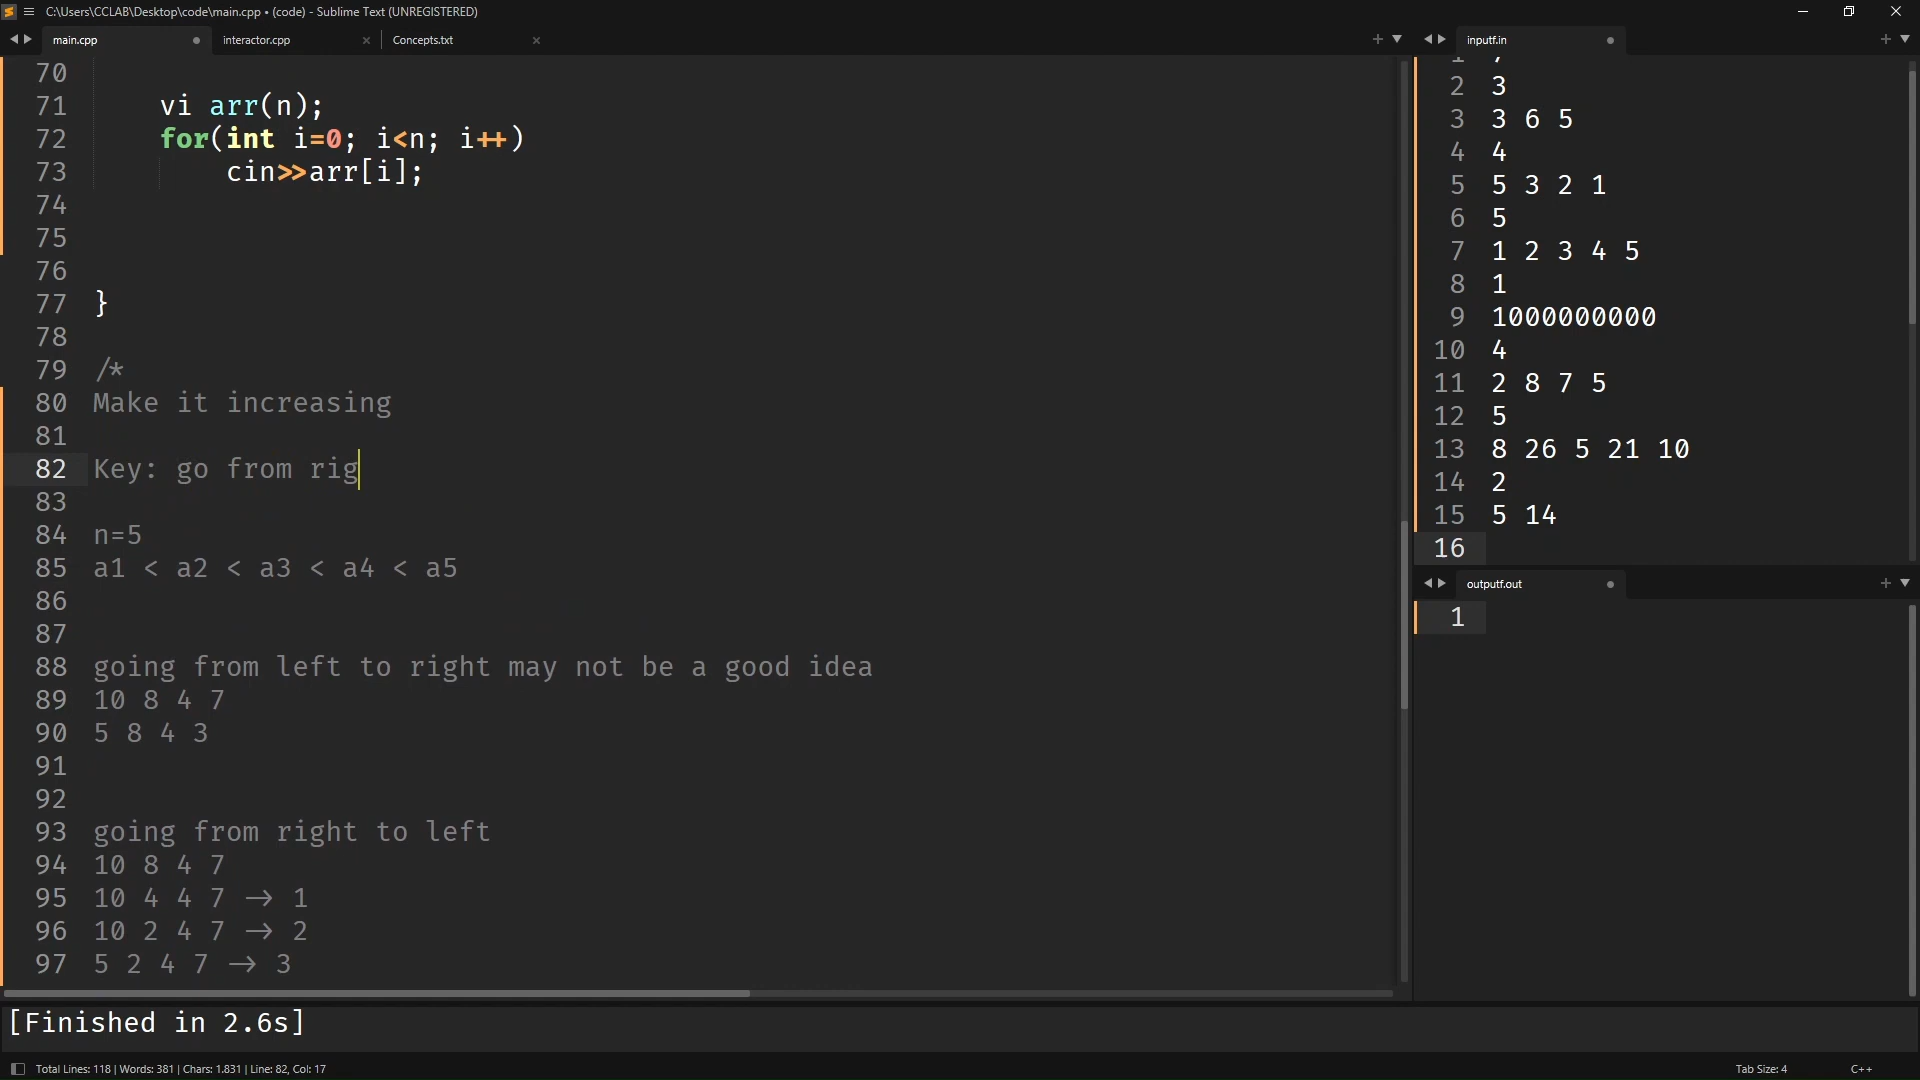 C:\Users\CCLAB\Desktop\code\main.cpp • (code) - Sublime Text (UNREGISTERED)
main.cpp
interactor.cpp
Concepts.txt
70
71 vi arr(n);
72 for(int i=0; i<n; i++)
73 cin>>arr[i];
74
75
76
77 }
78
79 /*
80 Make it increasing
81
82 Key: go from rig
83
84 n=5
85 a1 < a2 < a3 < a4 < a5
86
87
88 going from left to right may not be a good idea
89 10 8 4 7
90 5 8 4 3
91
92
93 going from right to left
94 10 8 4 7
95 10 4 4 7 -> 1
96 10 2 4 7 -> 2
97 5 2 4 7 -> 3
inputf.in
2 3
3 3 6 5
4 4
5 5 3 2 1
6 5
7 1 2 3 4 5
8 1
9 1000000000
10 4
11 2 8 7 5
12 5
13 8 26 5 21 10
14 2
15 5 14
16
outputf.out
1
[Finished in 2.6s]
Total Lines: 118 | Words: 381 | Chars: 1.831 | Line: 82, Col: 17
Tab Size: 4
C++